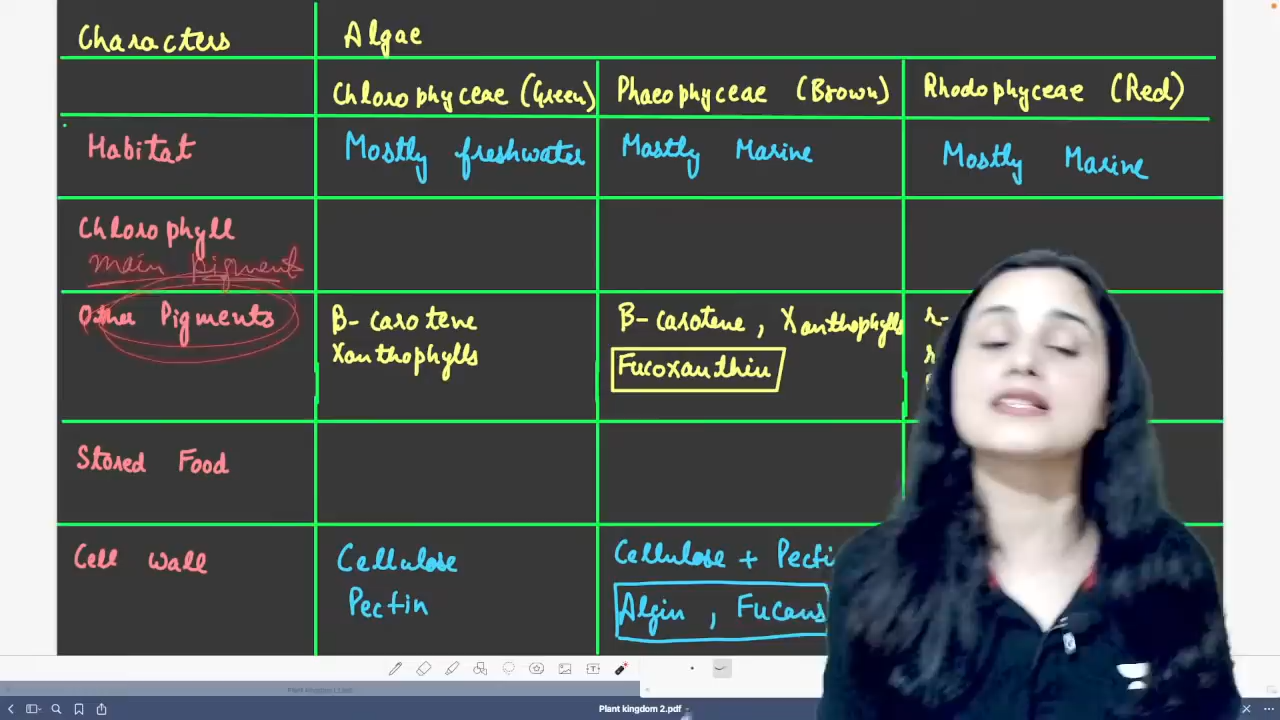 Characters Algae
Chlorophyceae (Green) Phaeophyceae (Brown) Rhodophyceae (Red)
Habitat Mostly freshwater Mostly Marine Mostly Marine
Chlorophyll
main pigment
Other Pigments B-carotene B-carotene, Xanthophylls r-
Xanthophylls Fucoxanthin
Stored Food
Cell Wall Cellulose Cellulose + Pecti
Pectin Algin, Fucans
Plant kingdom 2.pdf